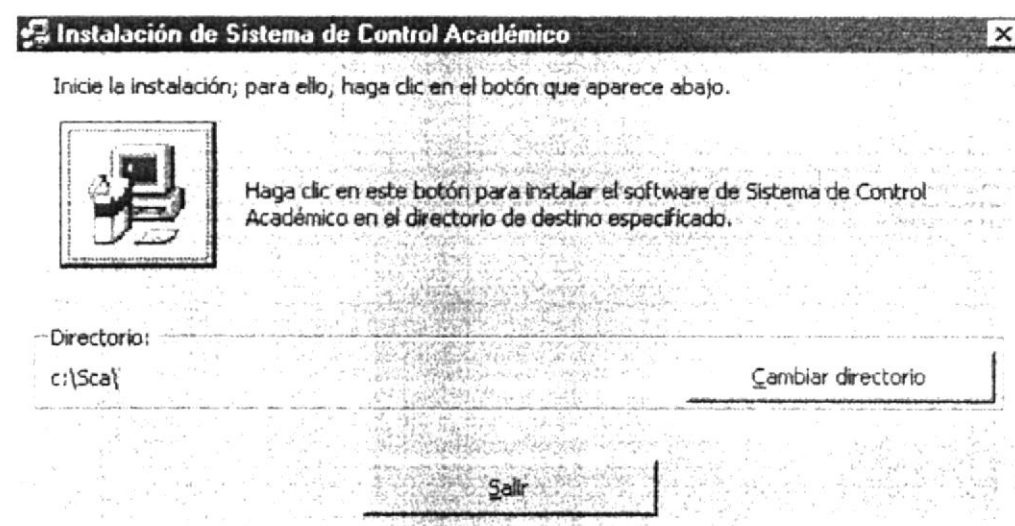 Instalación de Sistema de Control Académico
Inicie la instalación; para ello, haga clic en el botón que aparece abajo.
Haga clic en este botón para instalar el software de Sistema de Control
Académico en el directorio de destino especificado.
Directorio:
c:\Sca\
Cambiar directorio
Salir